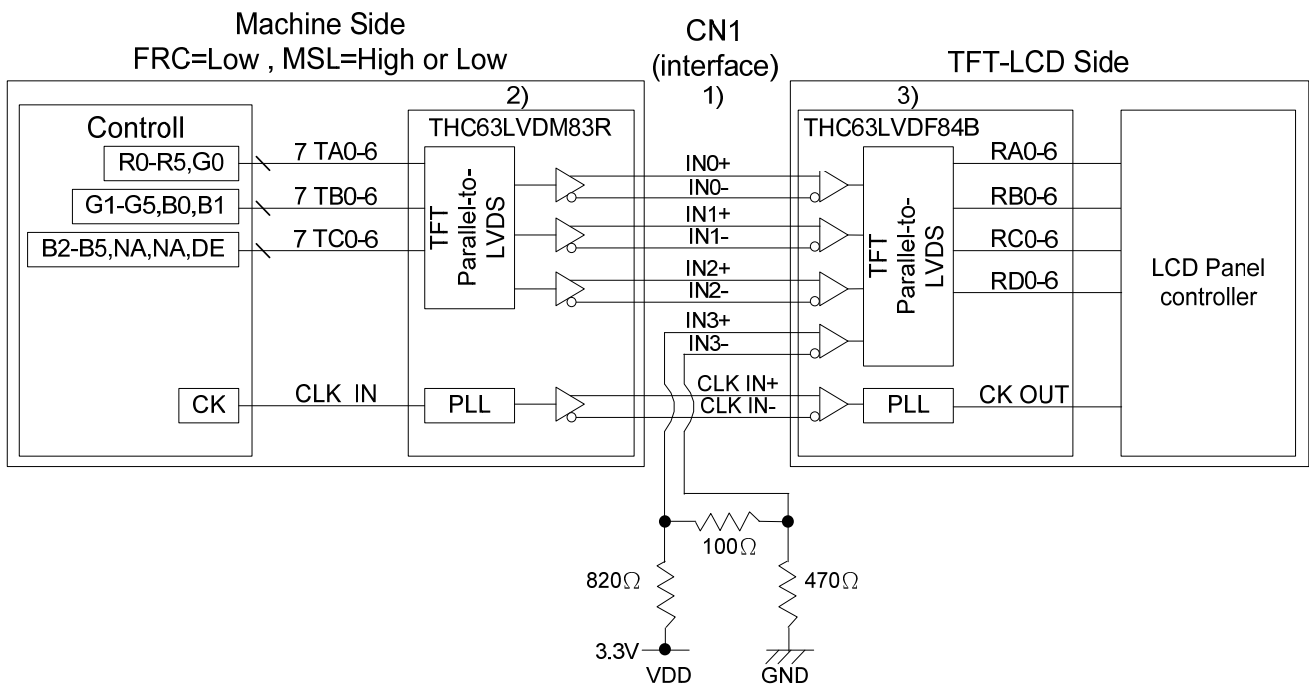 Machine Side
FRC=Low , MSL=High or Low
CN1
(interface)
1)
TFT-LCD Side
2)
3)
Controll
THC63LVDM83R
THC63LVDF84B
R0-R5,G0
7 TA0-6
G1-G5,B0,B1
7 TB0-6
B2-B5,NA,NA,DE
7 TC0-6
TFT
Parallel-to-
LVDS
IN0+
IN0-
IN1+
IN1-
IN2+
IN2-
IN3+
IN3-
TFT
Parallel-to-
LVDS
RA0-6
RB0-6
RC0-6
RD0-6
LCD Panel
controller
CK
CLK IN
PLL
CLK IN+
CLK IN-
PLL
CK OUT
100Ω
820Ω
470Ω
3.3V
VDD
GND